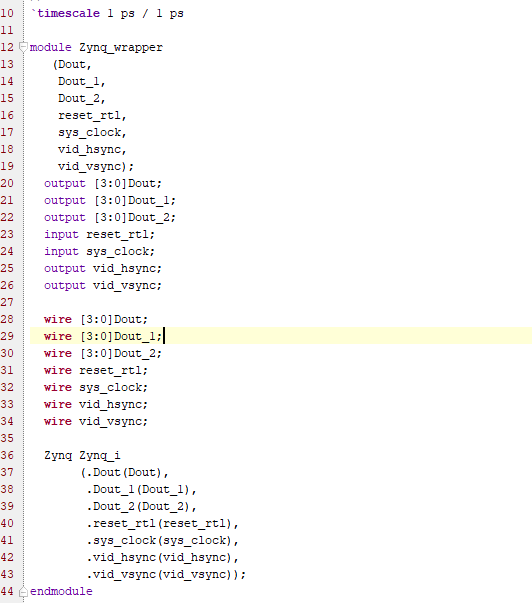 10 `timescale 1 ps / 1 ps
11
12 module Zynq_wrapper
13 (Dout,
14 Dout_1,
15 Dout_2,
16 reset_rtl,
17 sys_clock,
18 vid_hsync,
19 vid_vsync);
20 output [3:0]Dout;
21 output [3:0]Dout_1;
22 output [3:0]Dout_2;
23 input reset_rtl;
24 input sys_clock;
25 output vid_hsync;
26 output vid_vsync;
27
28 wire [3:0]Dout;
29 wire [3:0]Dout_1;
30 wire [3:0]Dout_2;
31 wire reset_rtl;
32 wire sys_clock;
33 wire vid_hsync;
34 wire vid_vsync;
35
36 Zynq Zynq_i
37 (.Dout(Dout),
38 .Dout_1(Dout_1),
39 .Dout_2(Dout_2),
40 .reset_rtl(reset_rtl),
41 .sys_clock(sys_clock),
42 .vid_hsync(vid_hsync),
43 .vid_vsync(vid_vsync));
44 endmodule